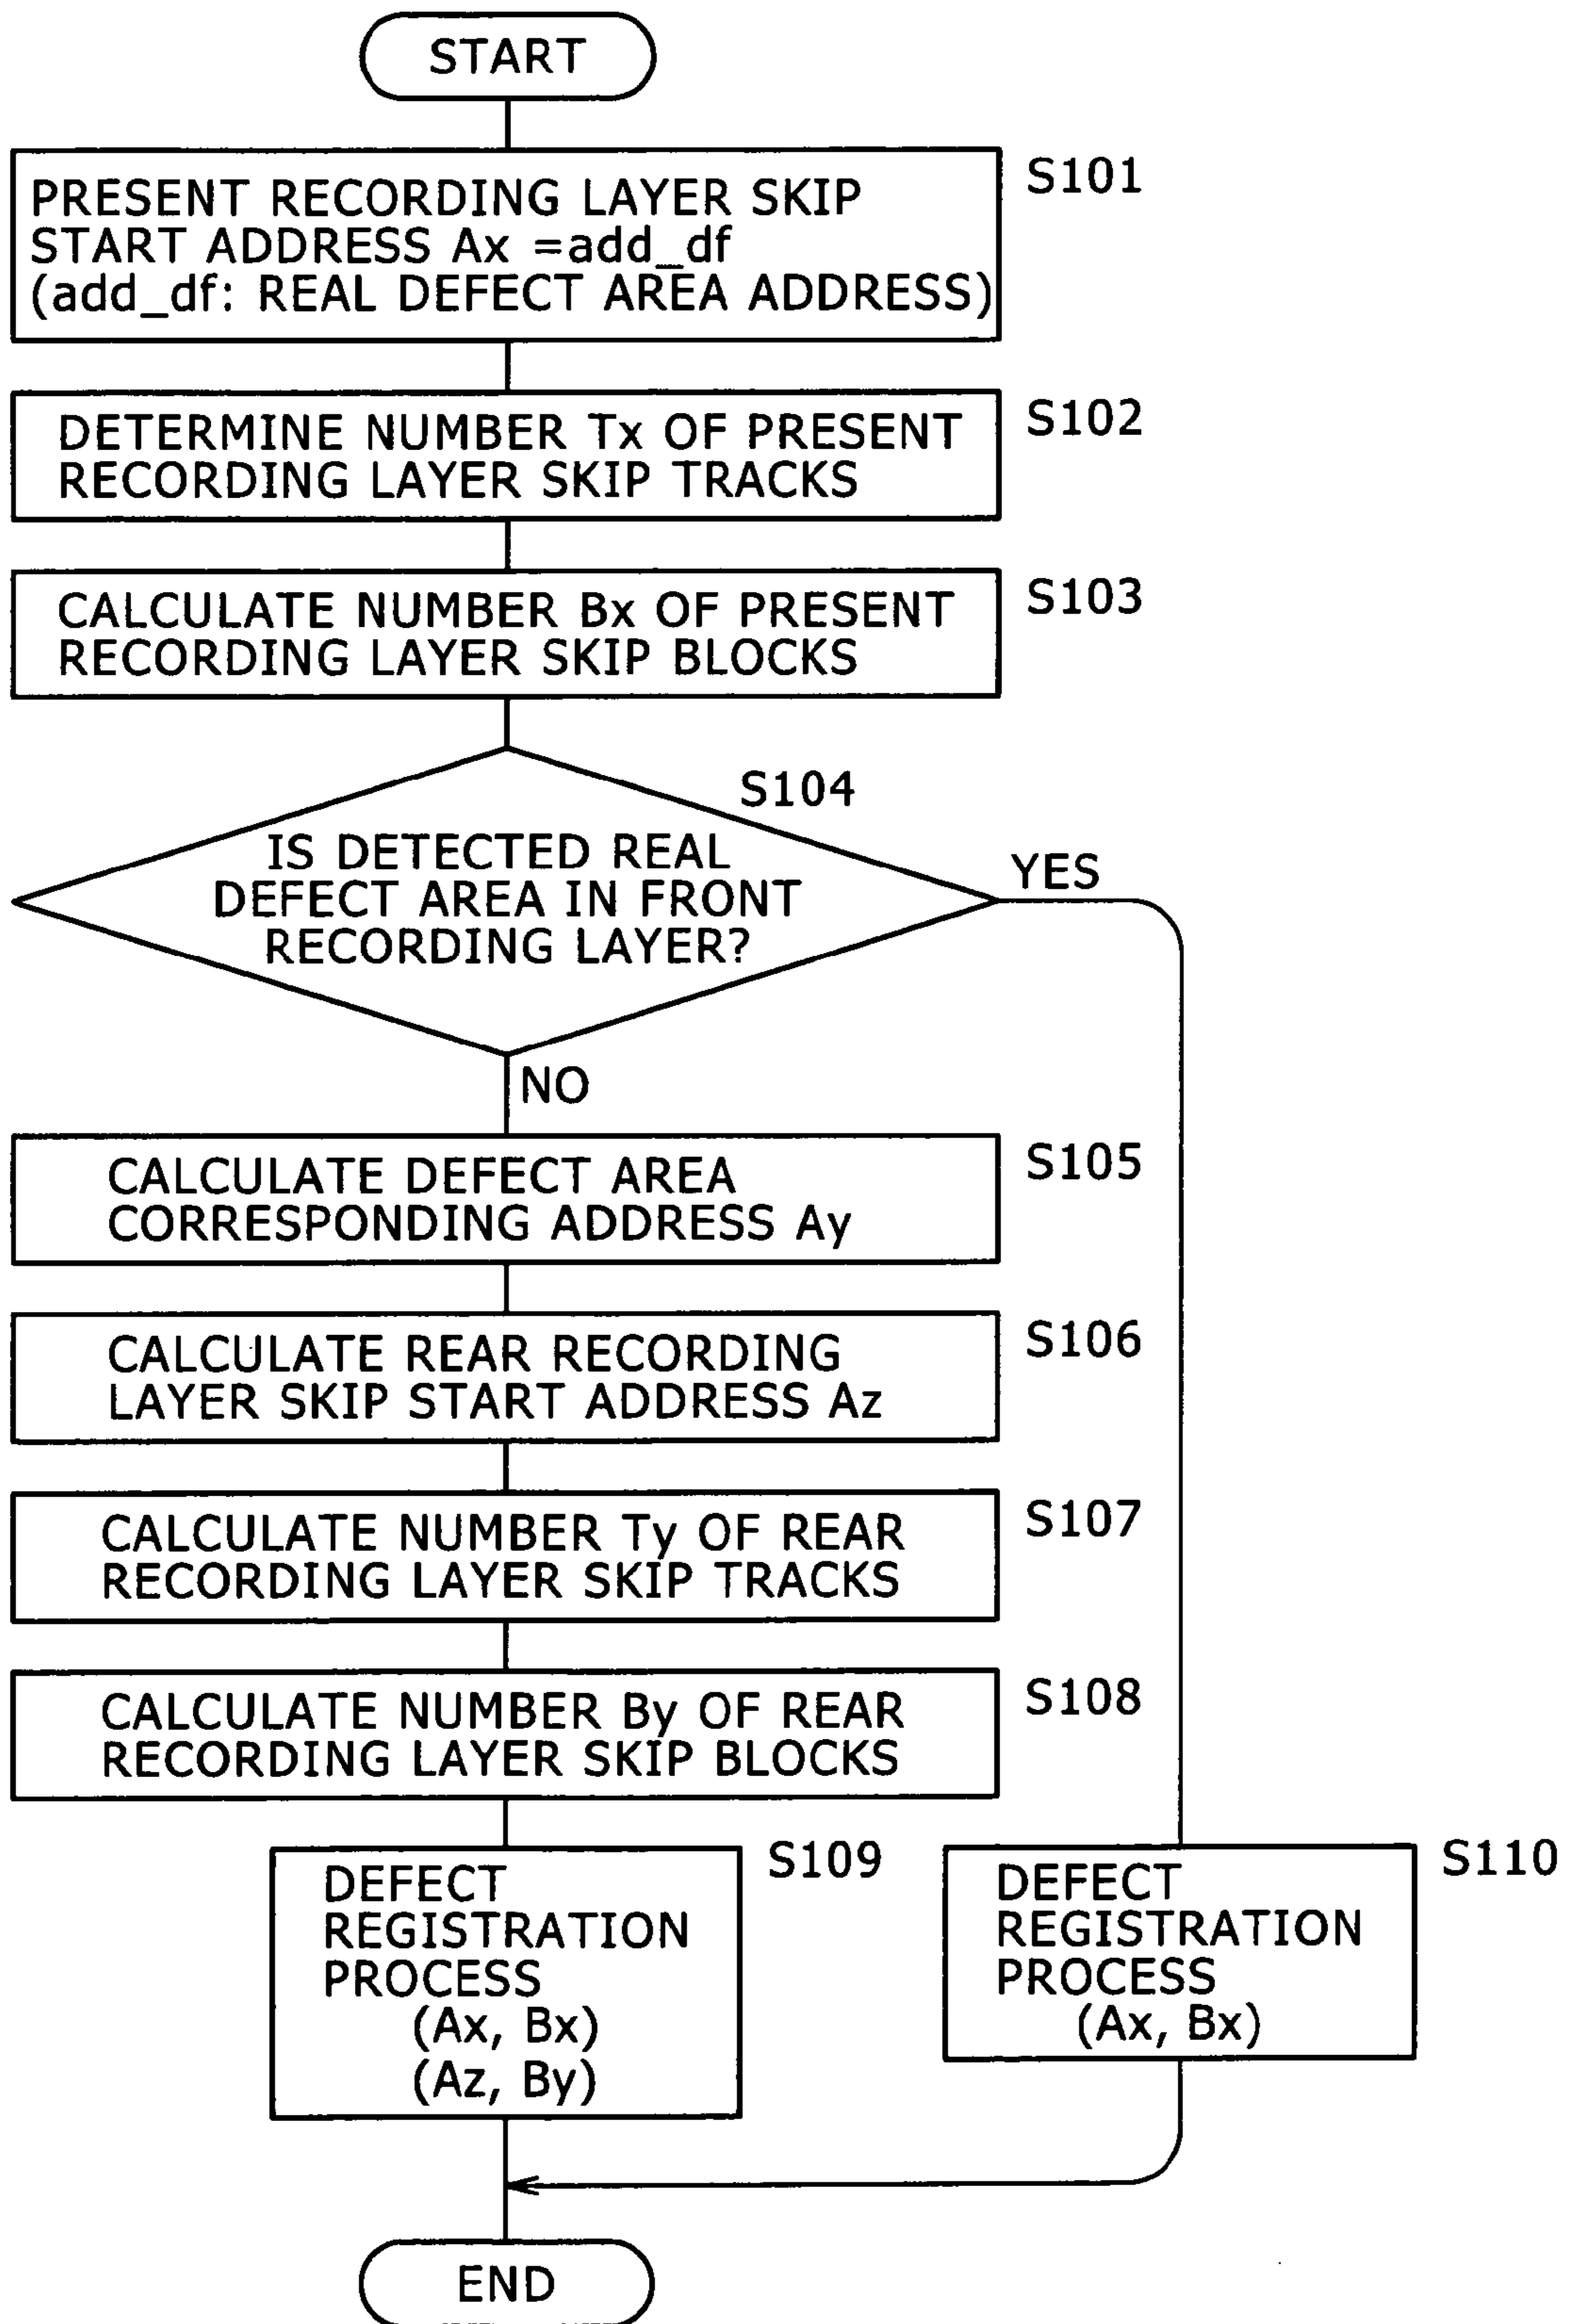 START
PRESENT RECORDING LAYER SKIP
START ADDRESS Ax =add_df
(add_df: REAL DEFECT AREA ADDRESS)
S101
DETERMINE NUMBER Tx OF PRESENT
RECORDING LAYER SKIP TRACKS
S102
CALCULATE NUMBER Bx OF PRESENT
RECORDING LAYER SKIP BLOCKS
S103
S104
IS DETECTED REAL
DEFECT AREA IN FRONT
RECORDING LAYER?
YES
NO
CALCULATE DEFECT AREA
CORRESPONDING ADDRESS Ay
S105
CALCULATE REAR RECORDING
LAYER SKIP START ADDRESS Az
S106
CALCULATE NUMBER Ty OF REAR
RECORDING LAYER SKIP TRACKS
S107
CALCULATE NUMBER By OF REAR
RECORDING LAYER SKIP BLOCKS
S108
DEFECT
REGISTRATION
PROCESS
(Ax, Bx)
(Az, By)
S109
DEFECT
REGISTRATION
PROCESS
(Ax, Bx)
S110
END